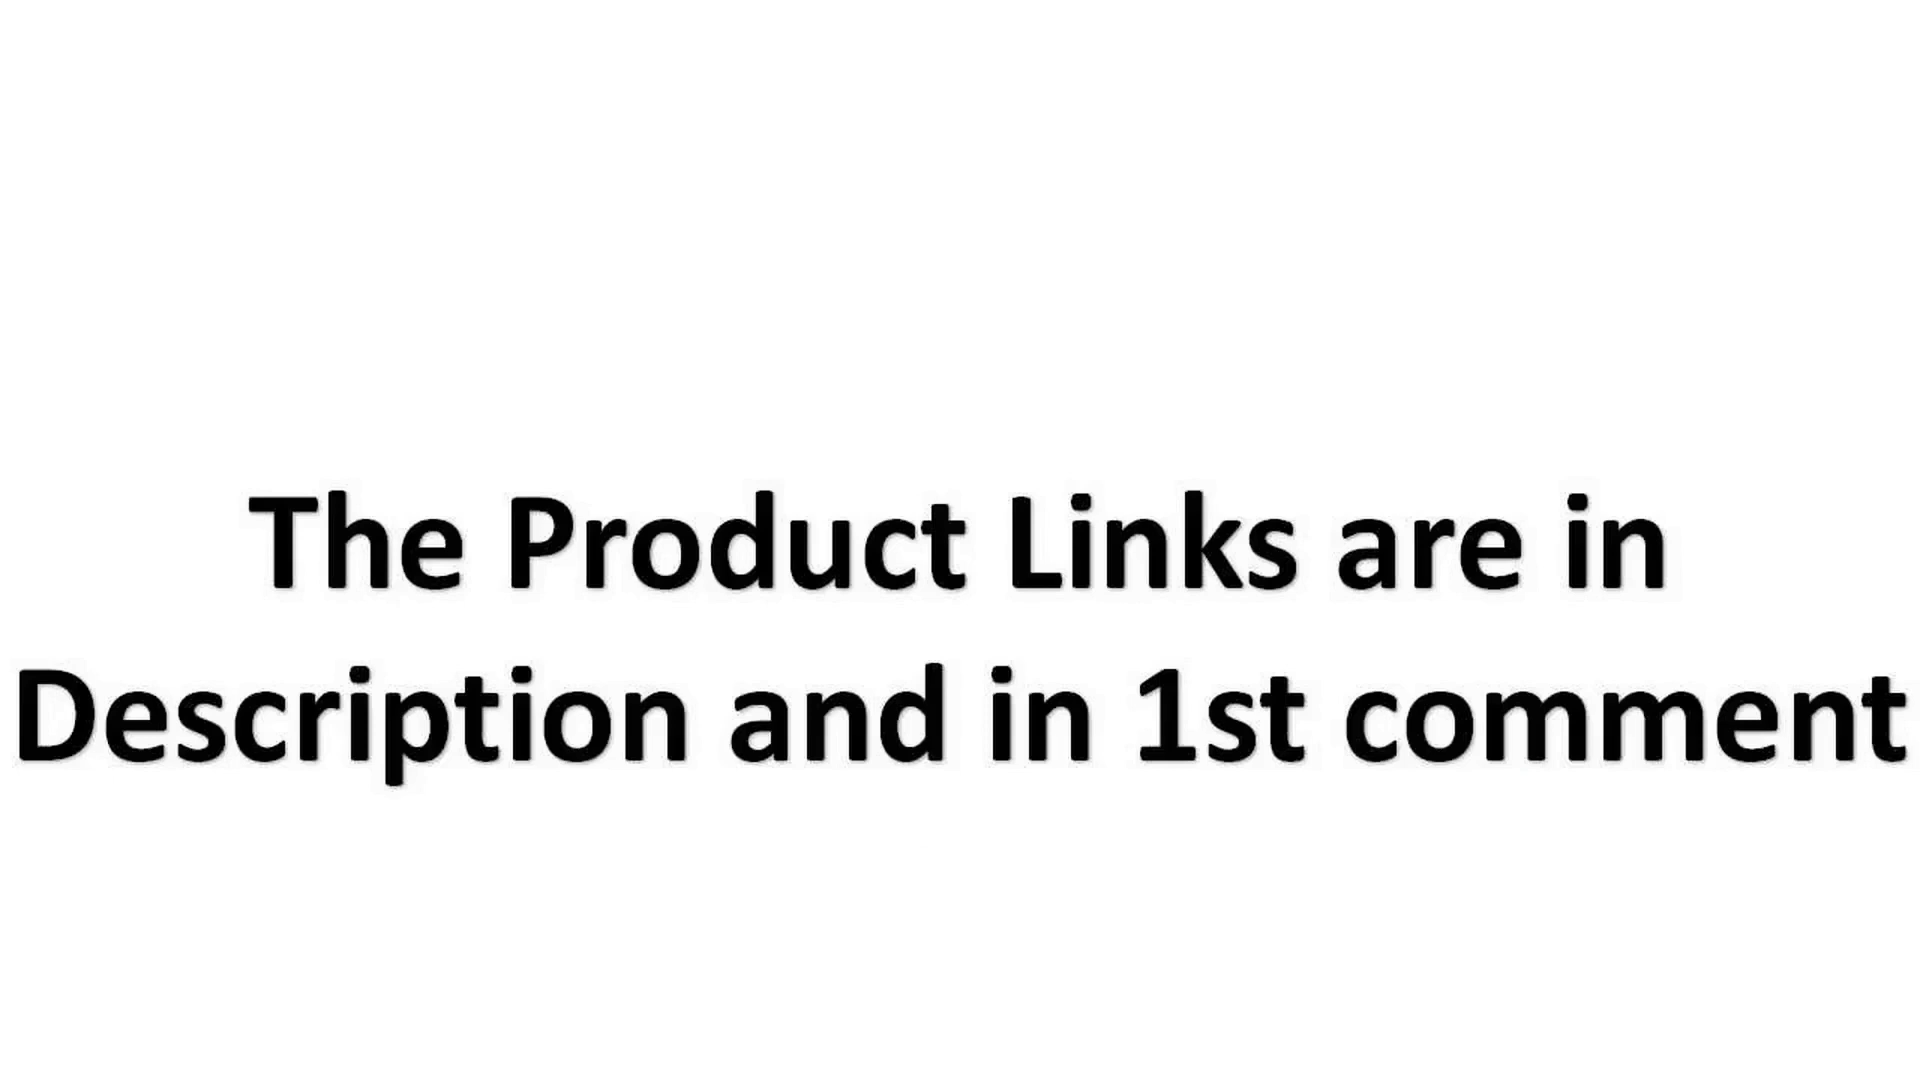 The Product Links are in
Description and in 1st comment